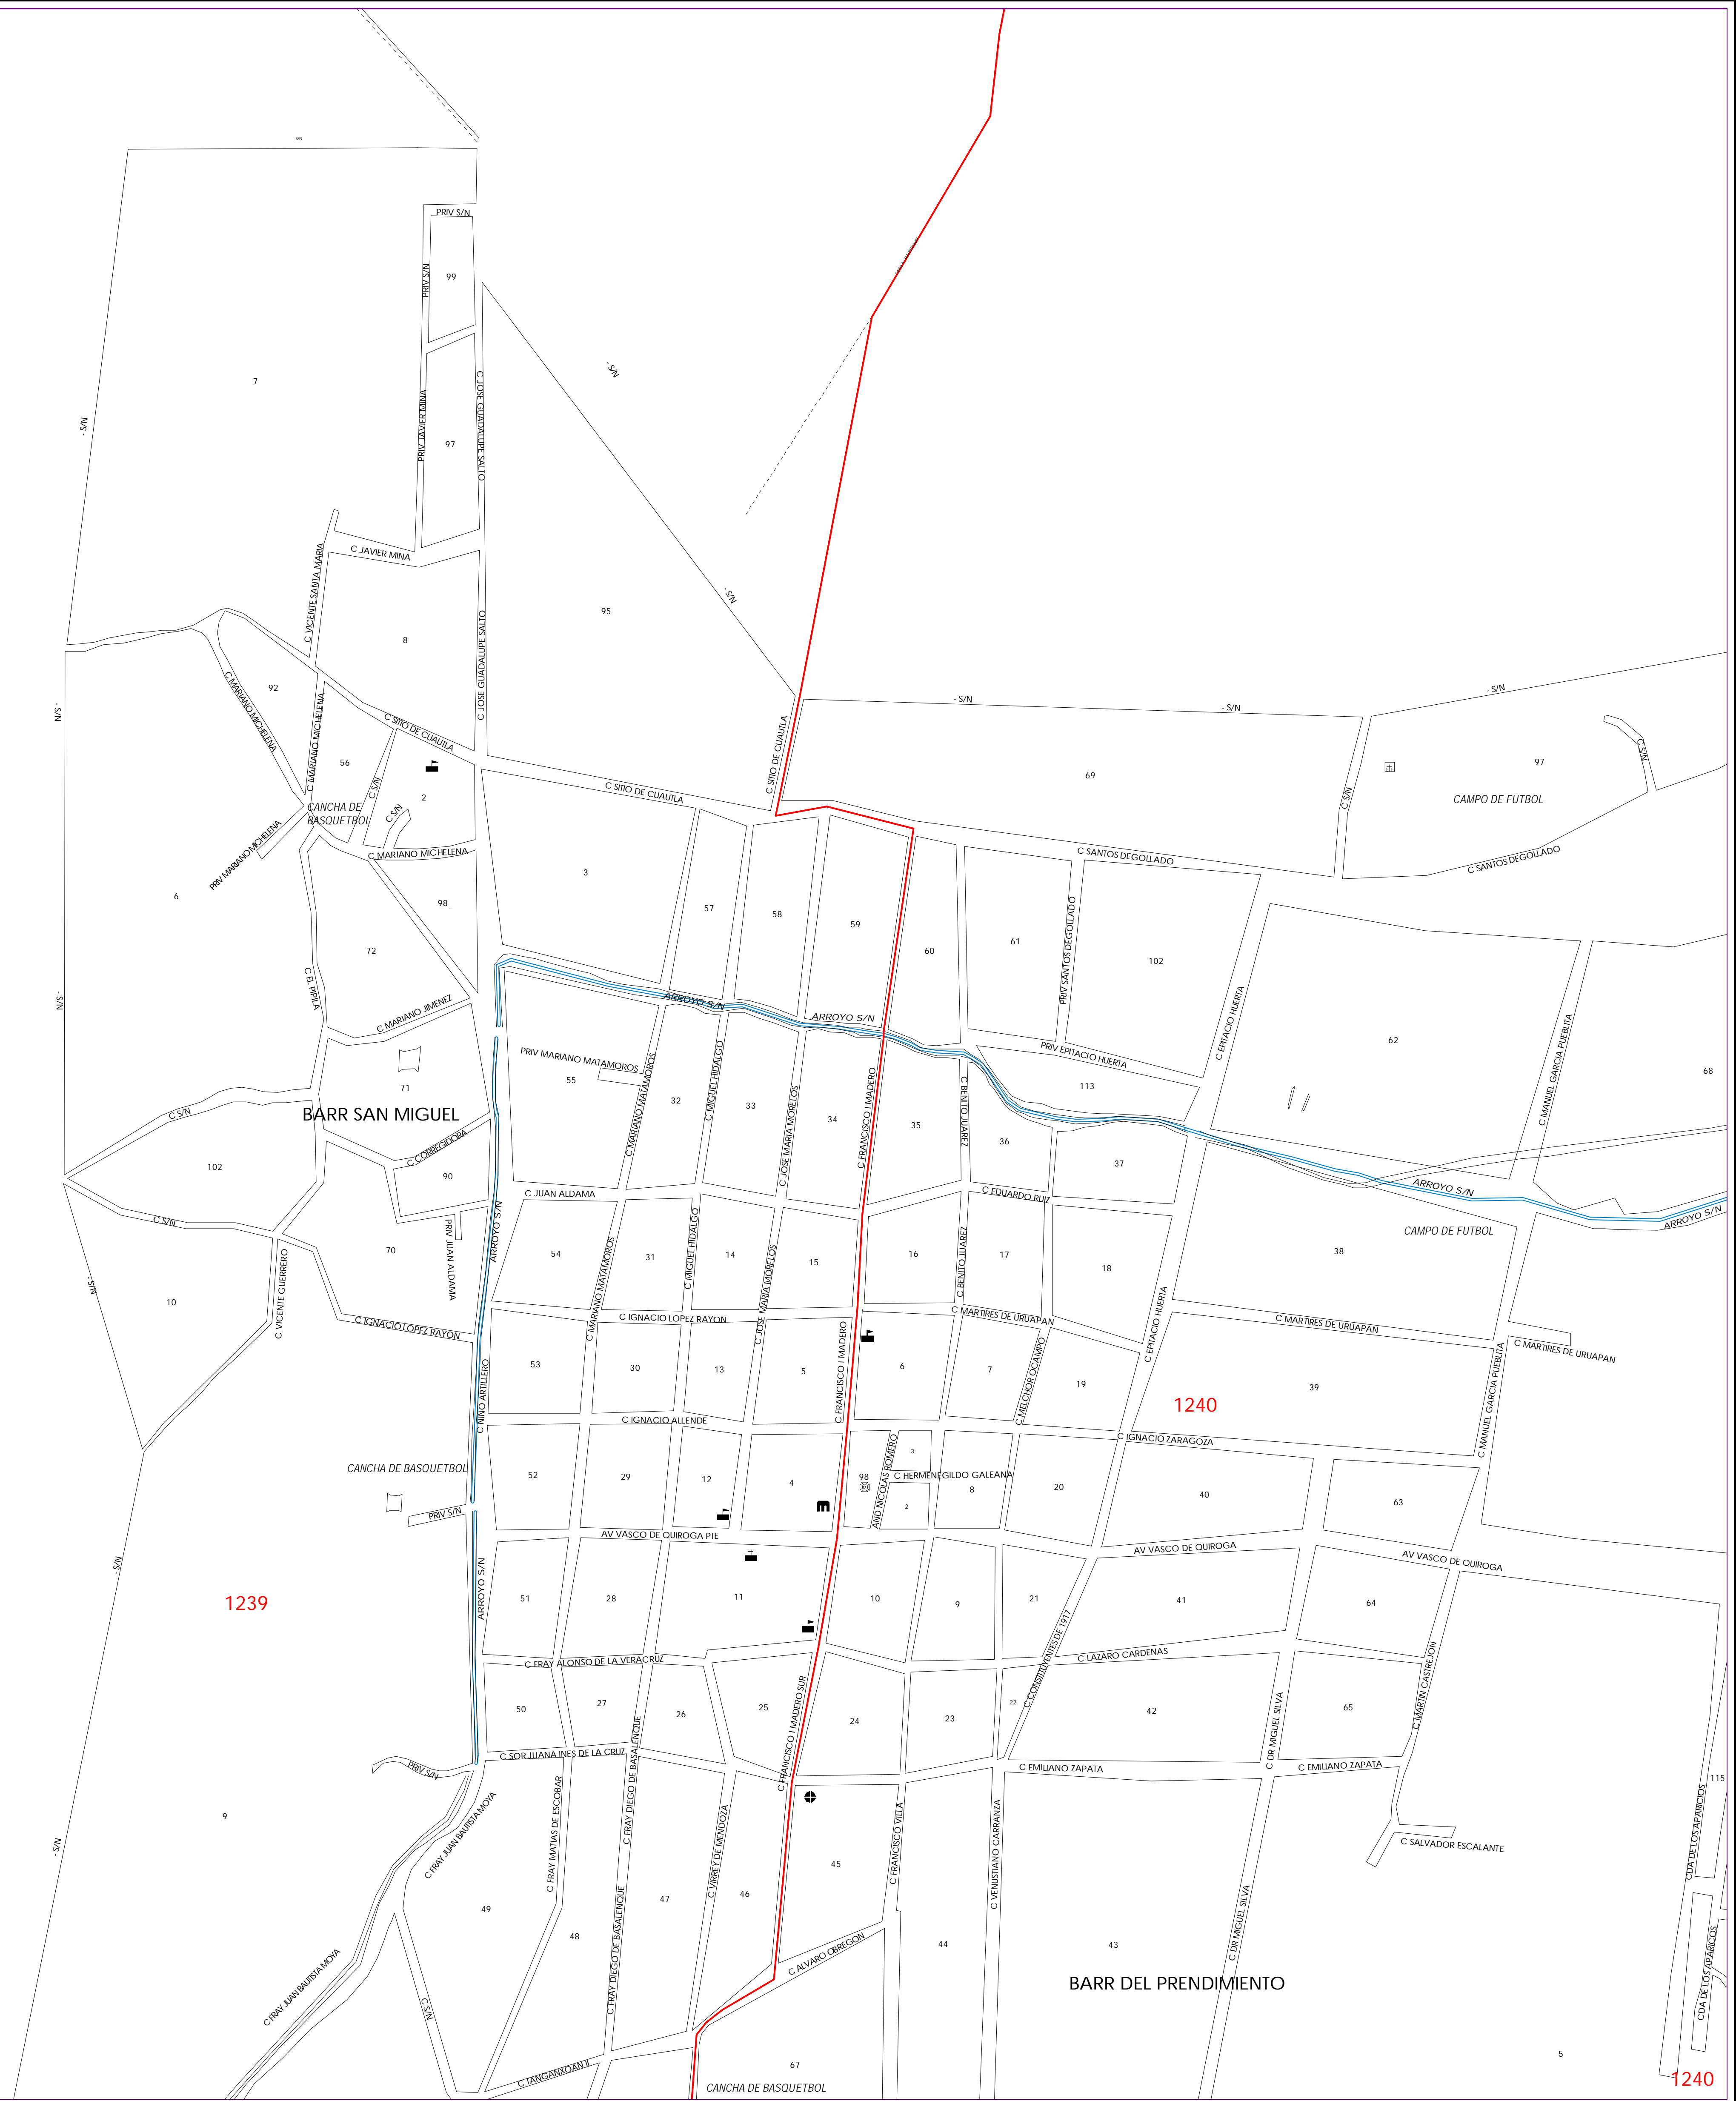 - S/N
PRIV S/N
PRIV S/N
99
7
- S/N
- S/N
C JOSE GUADALUPE SALTO
PRIV JAVIER MINA
97
C JAVIER MINA
C VICENTE SANTA MARIA
- S/N
95
8
C JOSE GUADALUPE SALTO
92
C MARIANO MICHELENA
C MARIANO MICHELENA
N/S -
C SITIO DE CUAUTLA
C SITIO DE CUAUTLA
- S/N
- S/N
- S/N
56
C S/N
2
C S/N
CANCHA DE
BASQUETBOL
C SITIO DE CUAUTLA
69
C S/N
97
C S/N
CAMPO DE FUTBOL
PRIV MARIANO MICHELENA
C MARIANO MICHELENA
C SANTOS DEGOLLADO
C SANTOS DEGOLLADO
6
98
3
57
58
59
60
61
PRIV SANTOS DEGOLLADO
102
72
C EL PIPILA
N/S -
C MARIANO JIMENEZ
ARROYO S/N
ARROYO S/N
C EPITACIO HUERTA
62
C MANUEL GARCIA PUEBLITA
68
PRIV MARIANO MATAMOROS
55
PRIV EPITACIO HUERTA
113
71
BARR SAN MIGUEL
C S/N
C MARIANO MATAMOROS
32
C MIGUEL HIDALGO
33
C JOSE MARIA MORELOS
34
C FRANCISCO I MADERO
35
C BENITO JUAREZ
36
37
C CORREGIDORA
102
90
C JUAN ALDAMA
C EDUARDO RUIZ
ARROYO S/N
ARROYO S/N
C S/N
PRIV JUAN ALDAMA
70
ARROYO S/N
54
C MARIANO MATAMOROS
31
C MIGUEL HIDALGO
14
C JOSE MARIA MORELOS
15
16
C BENITO JUAREZ
17
18
CAMPO DE FUTBOL
38
- S/N
10
C VICENTE GUERRERO
C IGNACIO LOPEZ RAYON
C IGNACIO LOPEZ RAYON
C MARTIRES DE URUAPAN
C EPITACIO HUERTA
C MARTIRES DE URUAPAN
C MARTIRES DE URUAPAN
C NIÑO ARTILLERO
53
30
13
5
C FRANCISCO I MADERO
6
7
C MELCHOR OCAMPO
19
39
1240
C MANUEL GARCIA PUEBLITA
C IGNACIO ALLENDE
C IGNACIO ZARAGOZA
CANCHA DE BASQUETBOL
52
29
12
4
98
AND NICOLAS ROMERO
3
C HERMENEGILDO GALEANA
2
8
20
40
63
PRIV S/N
AV VASCO DE QUIROGA PTE
AV VASCO DE QUIROGA
AV VASCO DE QUIROGA
- S/N
ARROYO S/N
1239
51
28
11
10
9
21
C CONSTITUYENTES DE 1917
41
64
C FRAY ALONSO DE LA VERACRUZ
C LAZARO CARDENAS
50
27
26
25
C FRANCISCO I MADERO SUR
24
23
22
42
C DR MIGUEL SILVA
65
C MARTIN CASTREJON
C SOR JUANA INES DE LA CRUZ
C FRAY DIEGO DE BASALENQUE
PRIV S/N
C EMILIANO ZAPATA
C EMILIANO ZAPATA
115
9
- S/N
C FRAY JUAN BAUTISTA MOYA
C FRAY MATIAS DE ESCOBAR
C FRAY DIEGO DE BASALENQUE
C VIRREY DE MENDOZA
45
C FRANCISCO VILLA
C VENUSTIANO CARRANZA
C SALVADOR ESCALANTE
CDA DE LOS APARICIOS
49
48
47
46
44
43
C DR MIGUEL SILVA
C ALVARO OBREGON
BARR DEL PRENDIMIENTO
C FRAY JUAN BAUTISTA MOYA
C S/N
C FRAY DIEGO DE BASALENQUE
CDA DE LOS APARICOS
C TANGANXOAN II
67
CANCHA DE BASQUETBOL
5
1240